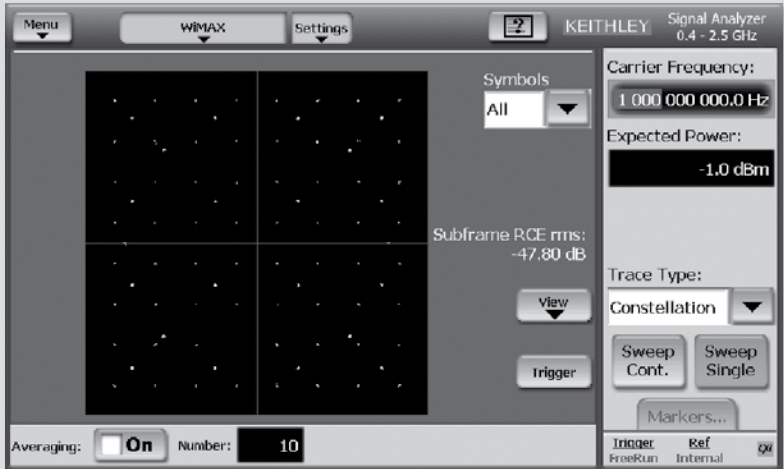 Menu
WiMAX
Settings
?
KEITHLEY
Signal Analyzer
0.4 - 2.5 GHz
Symbols
All
Subframe RCE rms:
-47.80 dB
View
Trigger
Carrier Frequency:
1 000 000 000.0 Hz
Expected Power:
-1.0 dBm
Trace Type:
Constellation
Sweep Cont.
Sweep Single
Markers...
Averaging:
On
Number:
10
Trigger
FreeRun
Ref
Internal